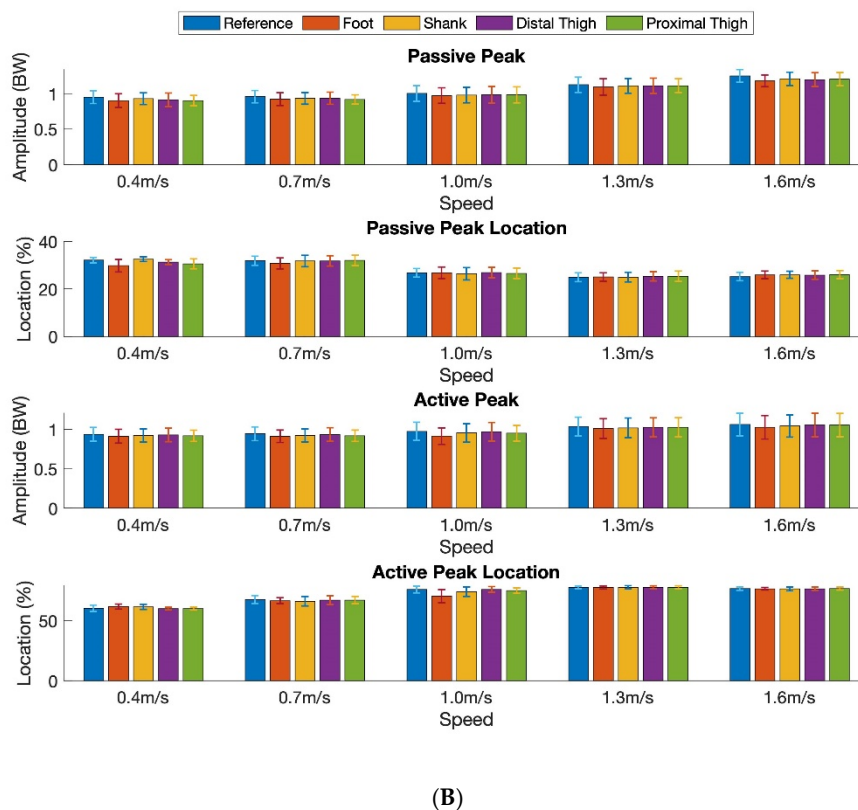 Reference Foot Shank Distal Thigh Proximal Thigh
Passive Peak
Amplitude (BW)
1
0.5
0
0.4m/s 0.7m/s 1.0m/s 1.3m/s 1.6m/s
Speed
Passive Peak Location
Location (%)
40
20
0
0.4m/s 0.7m/s 1.0m/s 1.3m/s 1.6m/s
Speed
Active Peak
Amplitude (BW)
1
0.5
0
0.4m/s 0.7m/s 1.0m/s 1.3m/s 1.6m/s
Speed
Active Peak Location
Location (%)
50
0
0.4m/s 0.7m/s 1.0m/s 1.3m/s 1.6m/s
Speed
(B)